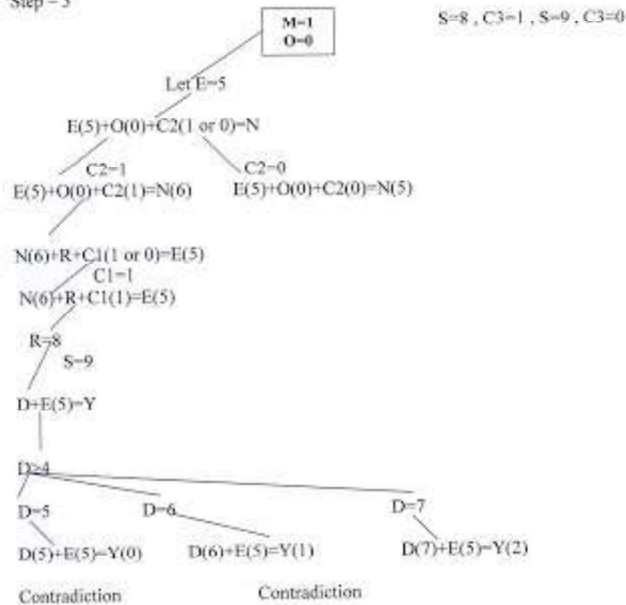 Step – 3
M=1
O=0
S=8 , C3=1 , S=9 , C3=0
Let E=5
E(5)+O(0)+C2(1 or 0)=N
C2=1
C2=0
E(5)+O(0)+C2(1)=N(6)
E(5)+O(0)+C2(0)=N(5)
N(6)+R+C1(1 or 0)=E(5)
C1=1
N(6)+R+C1(1)=E(5)
R=8
S=9
D+E(5)=Y
D>4
D=5
D=6
D=7
D(5)+E(5)=Y(0)
D(6)+E(5)=Y(1)
D(7)+E(5)=Y(2)
Contradiction
Contradiction